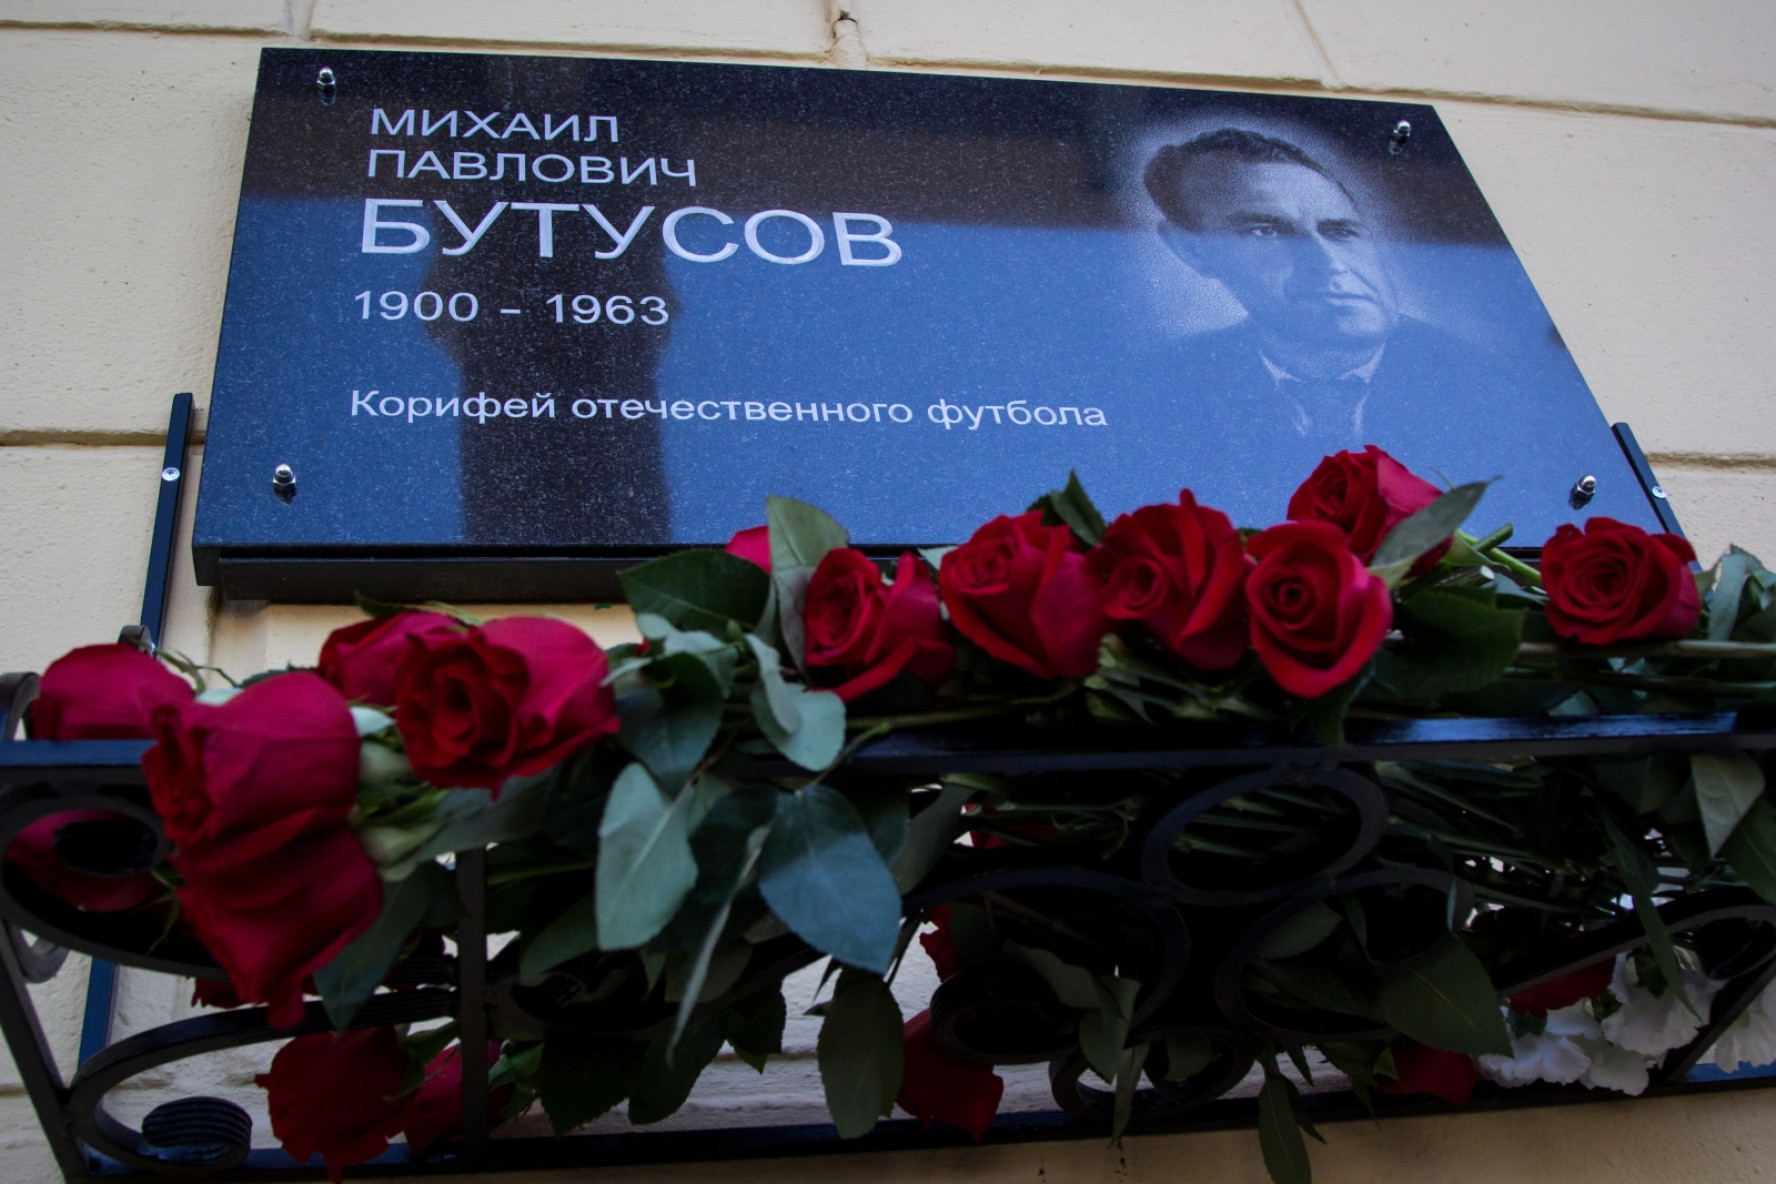 МИХАИЛ
ПАВЛОВИЧ
БУТУСОВ
1900 - 1963
Корифей отечественного футбола